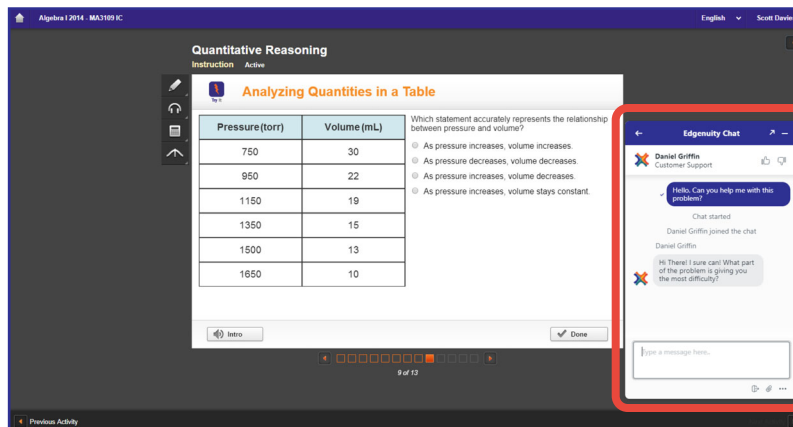 Algebra I 2014 - MA3109 IC
English
Scott Davie
Quantitative Reasoning
Instruction Active
Try It
Analyzing Quantities in a Table
Pressure (torr) Volume (mL)
750 30
950 22
1150 19
1350 15
1500 13
1650 10
Which statement accurately represents the relationship
between pressure and volume?
As pressure increases, volume increases.
As pressure decreases, volume decreases.
As pressure increases, volume decreases.
As pressure increases, volume stays constant.
Intro
Done
9 of 13
Previous Activity
Edgenuity Chat
Daniel Griffin
Customer Support
Hello. Can you help me with this
problem?
Chat started
Daniel Griffin joined the chat
Daniel Griffin
Hi There! I sure can! What part
of the problem is giving you
the most difficulty?
Type a message here..